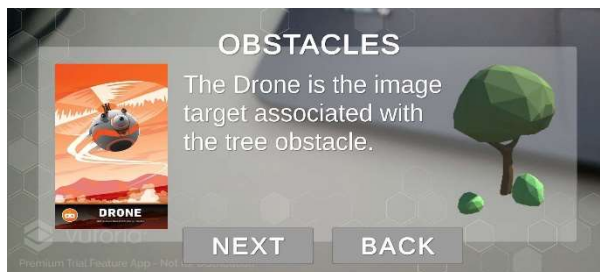 OBSTACLES
The Drone is the image
target associated with
the tree obstacle.
DRONE
vuforia
NEXT
BACK
Premium Trial Feature App - Not